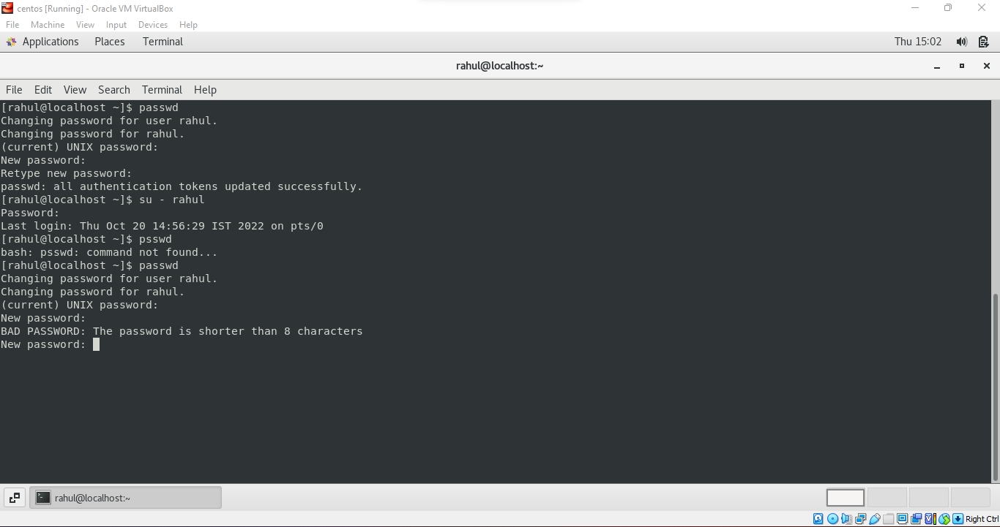 centos [Running] - Oracle VM VirtualBox
File Machine View Input Devices Help
Applications Places Terminal Thu 15:02
rahul@localhost:~
File Edit View Search Terminal Help
[rahul@localhost ~]$ passwd
Changing password for user rahul.
Changing password for rahul.
(current) UNIX password:
New password:
Retype new password:
passwd: all authentication tokens updated successfully.
[rahul@localhost ~]$ su - rahul
Password:
Last login: Thu Oct 20 14:56:29 IST 2022 on pts/0
[rahul@localhost ~]$ psswd
bash: psswd: command not found...
[rahul@localhost ~]$ passwd
Changing password for user rahul.
Changing password for rahul.
(current) UNIX password:
New password:
BAD PASSWORD: The password is shorter than 8 characters
New password:
rahul@localhost:~
Right Ctrl